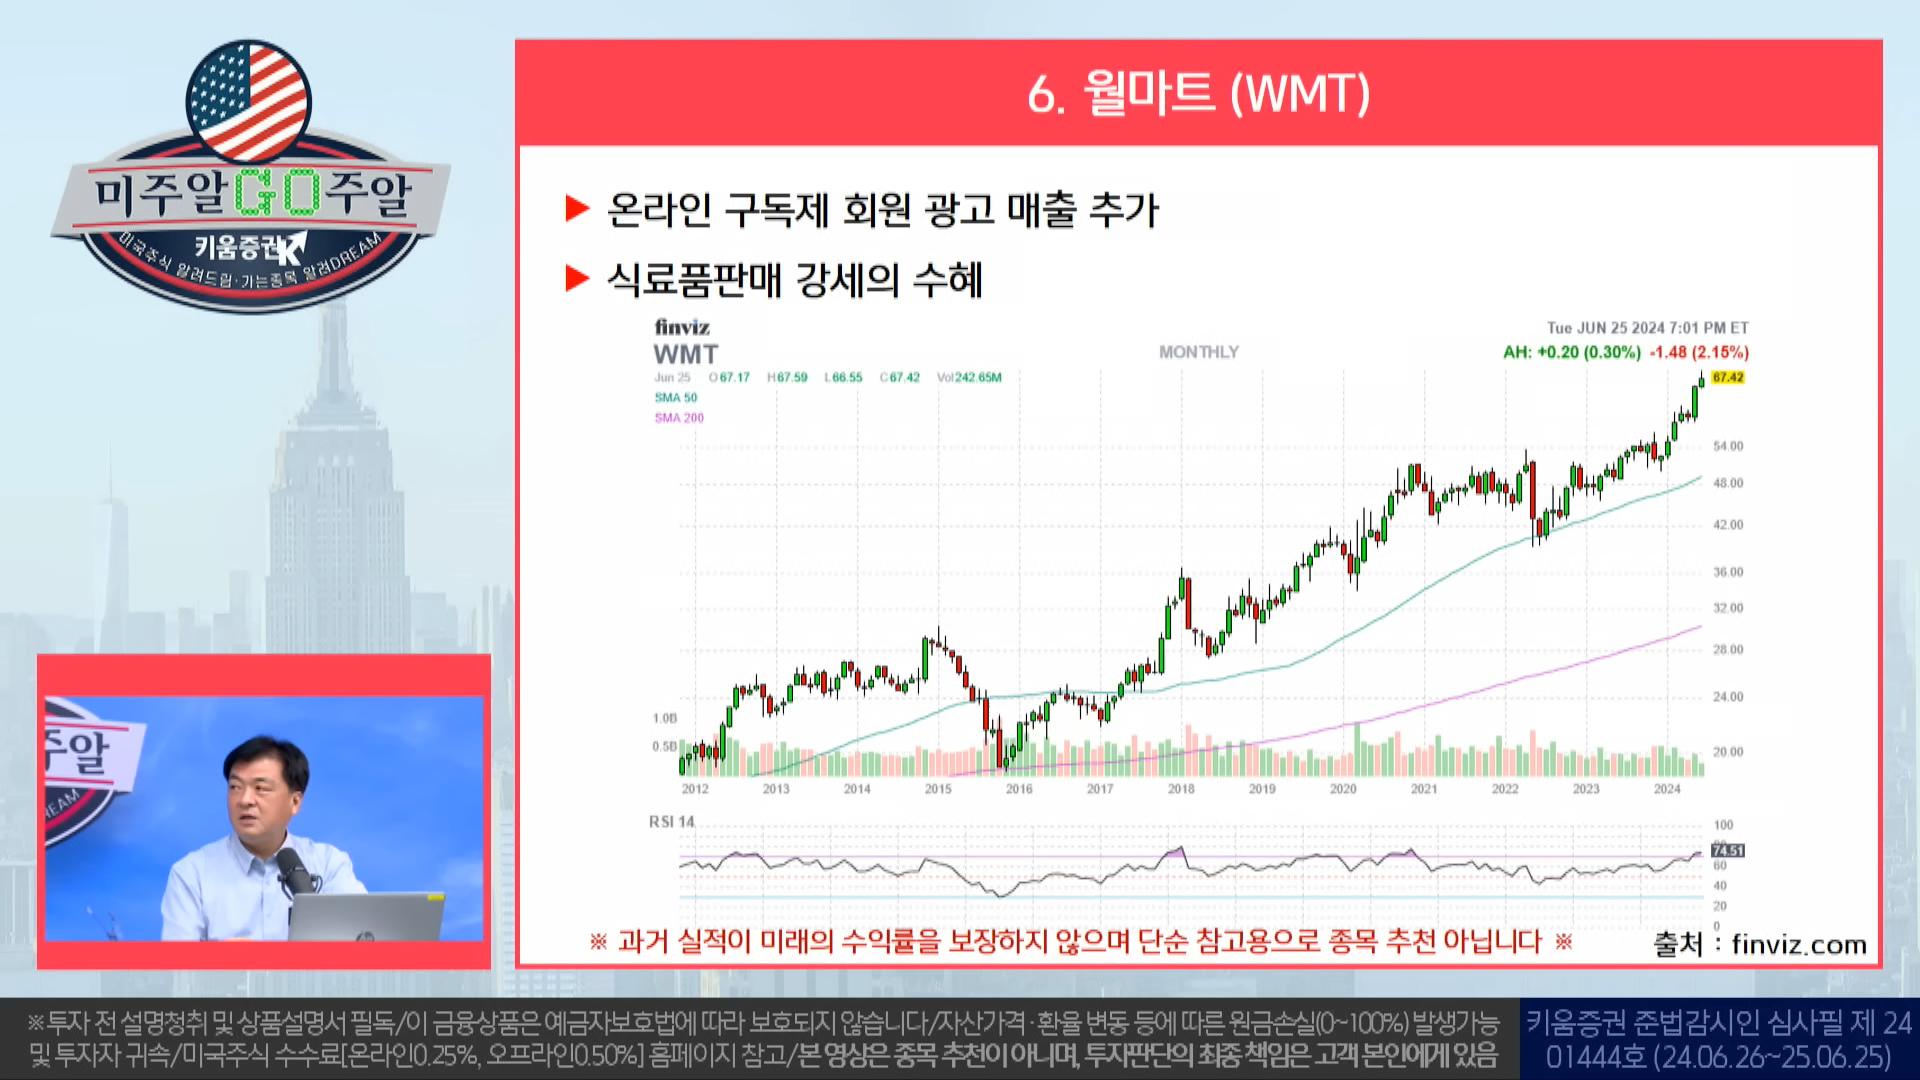 미주알GO주알
키움증권
미국주식 알려드림·가는종목 알려DREAM
6. 월마트 (WMT)
▶ 온라인 구독제 회원 광고 매출 추가
▶ 식료품판매 강세의 수혜
finviz
Tue JUN 25 2024 7:01 PM ET
WMT
MONTHLY
AH: +0.20 (0.30%) -1.48 (2.15%)
Jun 25 O 67.17 H 67.59 L 66.55 C 67.42 Vol 242.65M
67.42
SMA 50
SMA 200
54.00
48.00
42.00
36.00
32.00
28.00
24.00
20.00
1.0B
0.5B
2012 2013 2014 2015 2016 2017 2018 2019 2020 2021 2022 2023 2024
RSI 14
100
74.51
60
40
20
0
주알
DREAM
※ 과거 실적이 미래의 수익률을 보장하지 않으며 단순 참고용으로 종목 추천 아닙니다 ※
출처 : finviz.com
※투자 전 설명청취 및 상품설명서 필독/이 금융상품은 예금자보호법에 따라 보호되지 않습니다/자산가격·환율 변동 등에 따른 원금손실(0~100%) 발생가능
및 투자자 귀속/미국주식 수수료[온라인0.25%, 오프라인0.50%] 홈페이지 참고/본 영상은 종목 추천이 아니며, 투자판단의 최종 책임은 고객 본인에게 있음
키움증권 준법감시인 심사필 제 24
01444호 (24.06.26~25.06.25)